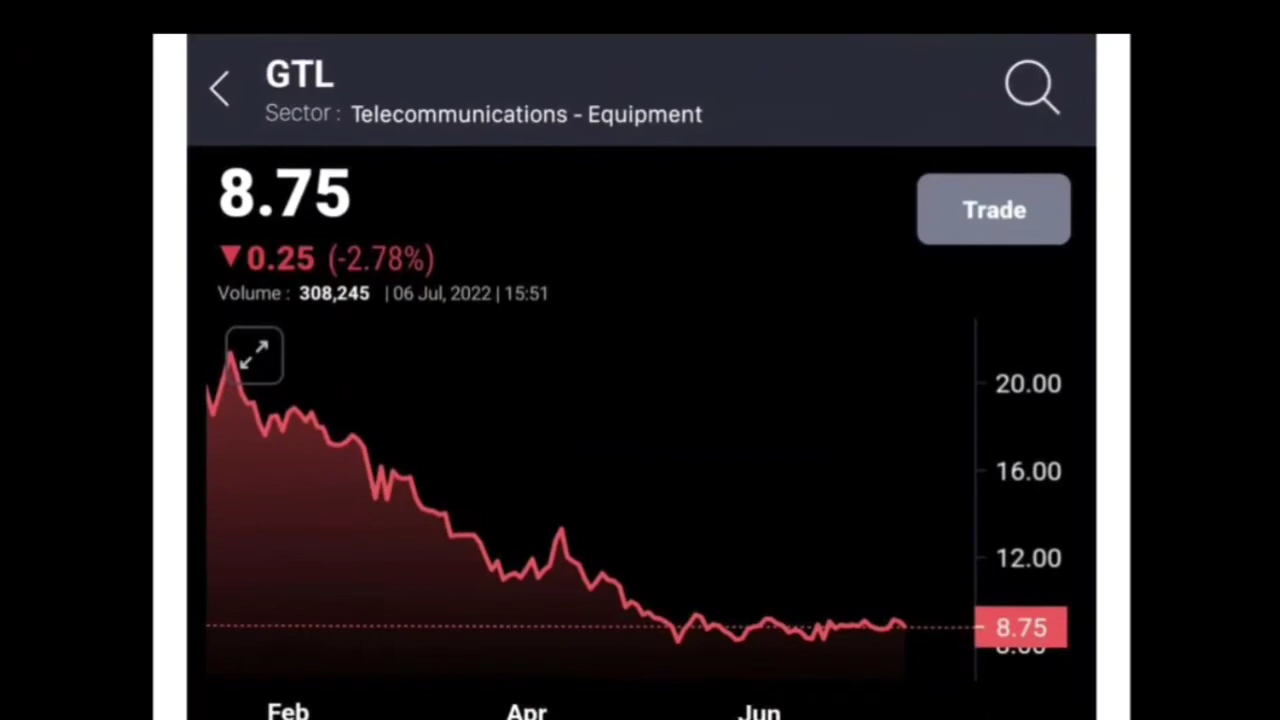 GTL
Sector : Telecommunications - Equipment
8.75
Trade
▼0.25 (-2.78%)
Volume : 308,245 | 06 Jul, 2022 | 15:51
20.00
16.00
12.00
8.75
Feb Apr Jun